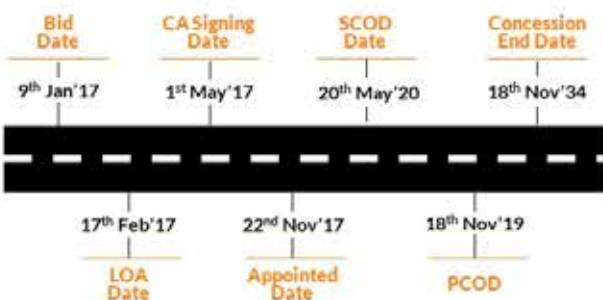 Bid
Date
CA Signing
Date
SCOD
Date
Concession
End Date
9th Jan'17
1st May'17
20th May'20
18th Nov'34
17th Feb'17
22nd Nov'17
18th Nov'19
LOA
Date
Appointed
Date
PCOD